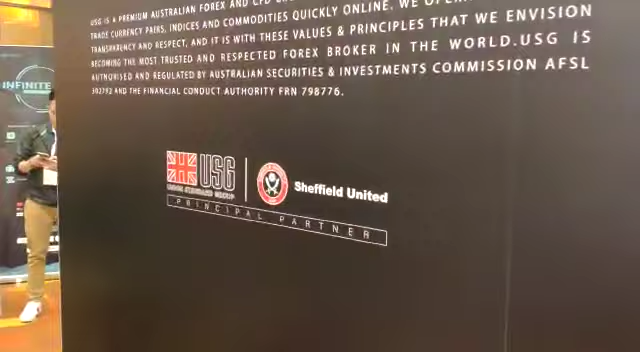 USG IS A PREMIUM AUSTRALIAN FOREX AND CFD
TRADE CURRENCY PAIRS, INDICES AND COMMODITIES QUICKLY ONLINE. WE
TRANSPARENCY AND RESPECT, AND IT IS WITH THESE VALUES & PRINCIPLES THAT WE ENVISION
BECOMING THE MOST TRUSTED AND RESPECTED FOREX BROKER IN THE WORLD.USG IS
AUTHORISED AND REGULATED BY AUSTRALIAN SECURITIES & INVESTMENTS COMMISSION AFSL
302792 AND THE FINANCIAL CONDUCT AUTHORITY FRN 798776.
INFINITE
USG
Sheffield United
PRINCIPAL PARTNER